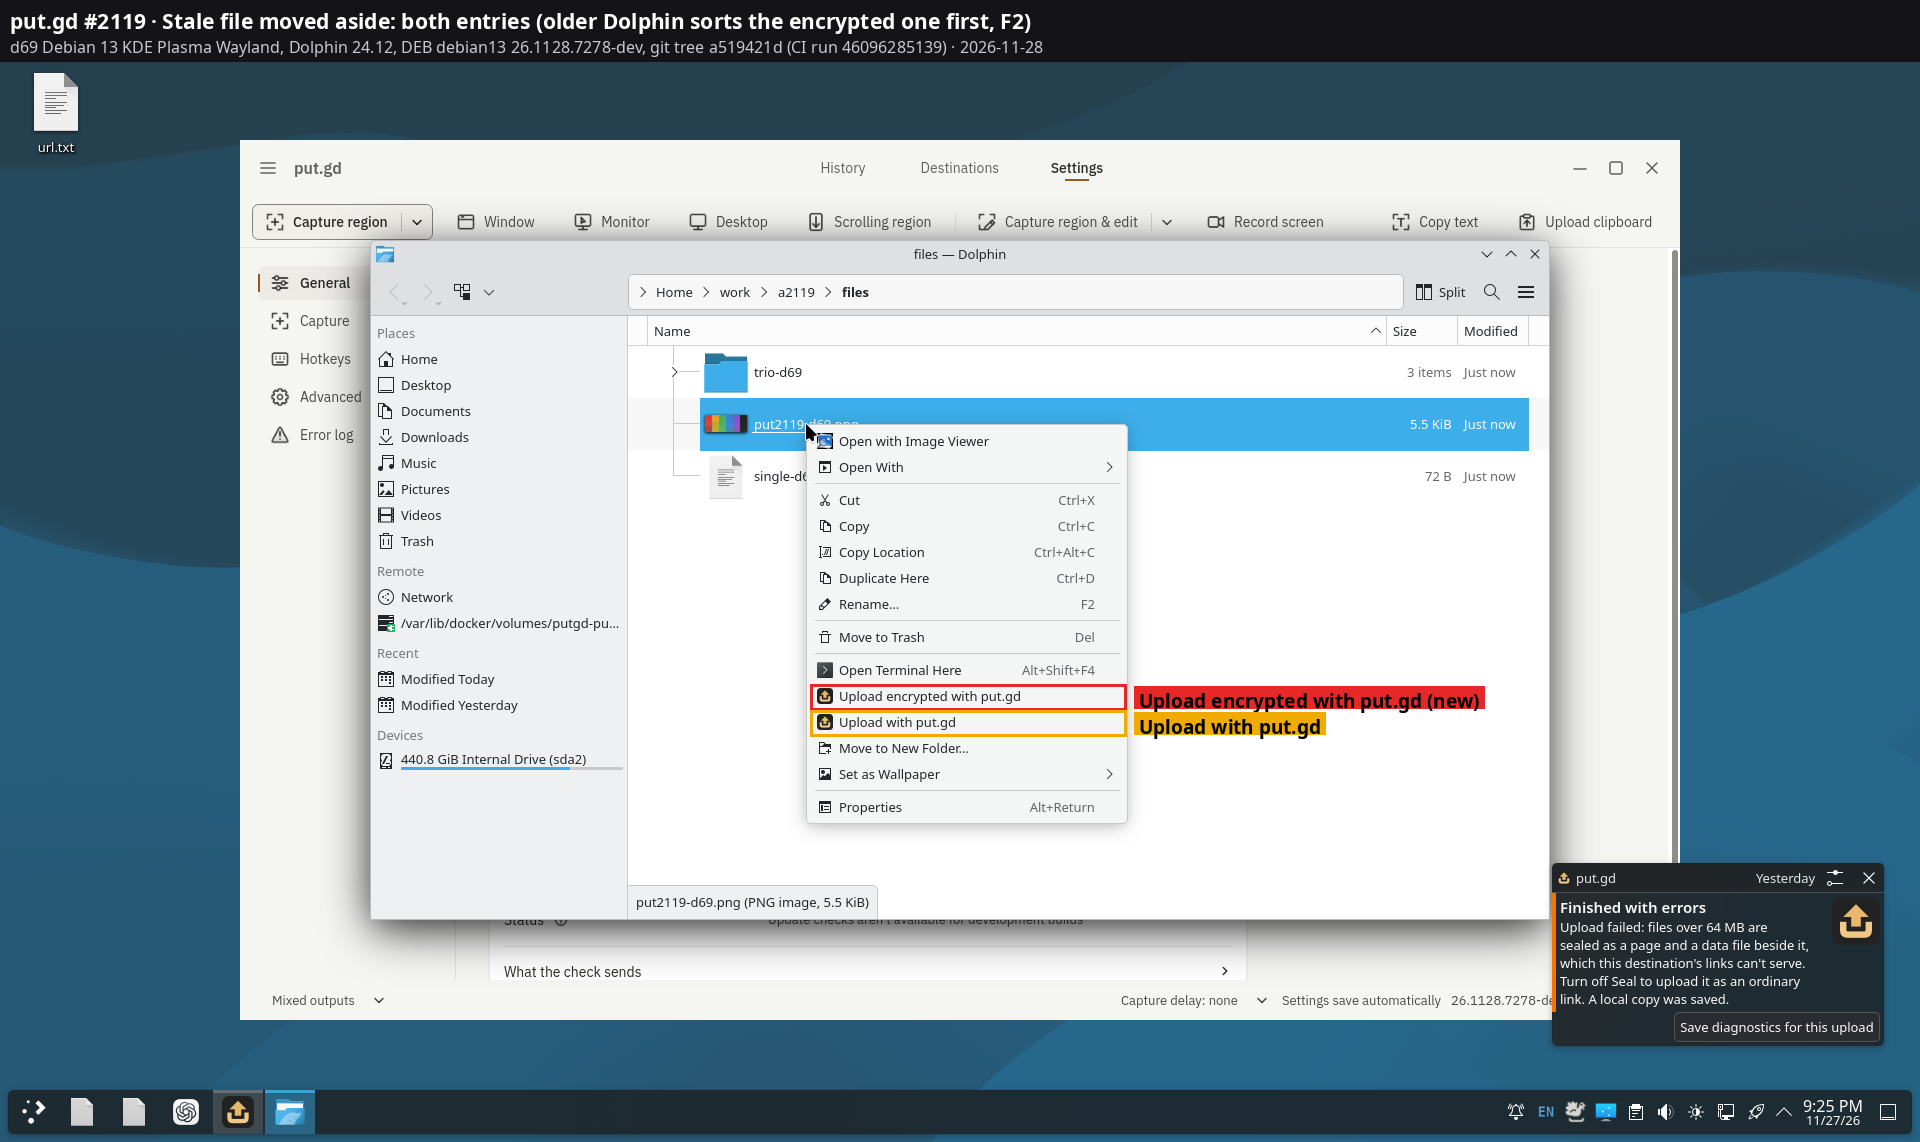 put.gd #2119 · Stale file moved aside: both entries (older Dolphin sorts the encrypted one first, F2)
d69 Debian 13 KDE Plasma Wayland, Dolphin 24.12, DEB debian13 26.1128.7278-dev, git tree a519421d (CI run 46096285139) · 2026-11-28
url.txt
put.gd
History
Destinations
Settings
Capture region
Window
Monitor
Desktop
Scrolling region
Capture region & edit
Record screen
Copy text
Upload clipboard
General
Capture
Hotkeys
Advanced
Error log
files — Dolphin
Home
work
a2119
files
Split
Places
Home
Desktop
Documents
Downloads
Music
Pictures
Videos
Trash
Remote
Network
/var/lib/docker/volumes/putgd-pu...
Recent
Modified Today
Modified Yesterday
Devices
440.8 GiB Internal Drive (sda2)
Name
Size
Modified
trio-d69
3 items
Just now
put2119-d69.png
5.5 KiB
Just now
72 B
Just now
Open with Image Viewer
Open With
Cut
Ctrl+X
Copy
Ctrl+C
Copy Location
Ctrl+Alt+C
Duplicate Here
Ctrl+D
Rename...
F2
Move to Trash
Del
Open Terminal Here
Alt+Shift+F4
Upload encrypted with put.gd
Upload with put.gd
Move to New Folder...
Set as Wallpaper
Properties
Alt+Return
Upload encrypted with put.gd (new)
Upload with put.gd
put2119-d69.png (PNG image, 5.5 KiB)
Status
Update checks aren't available for development builds
What the check sends
Mixed outputs
Capture delay: none
Settings save automatically
put.gd
Yesterday
Finished with errors
Upload failed: files over 64 MB are
sealed as a page and a data file beside it,
which this destination's links can't serve.
Turn off Seal to upload it as an ordinary
link. A local copy was saved.
Save diagnostics for this upload
EN
9:25 PM
11/27/26